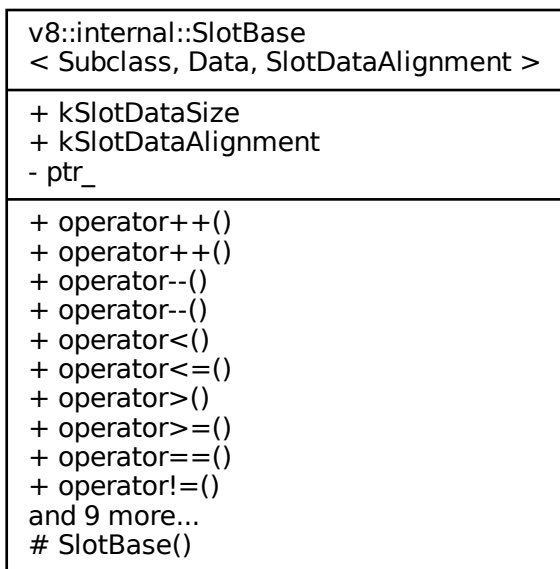 v8::internal::SlotBase
< Subclass, Data, SlotDataAlignment >
+ kSlotDataSize
+ kSlotDataAlignment
- ptr_
+ operator++()
+ operator++()
+ operator--()
+ operator--()
+ operator<()
+ operator<=()
+ operator>()
+ operator>=()
+ operator==()
+ operator!=()
and 9 more...
# SlotBase()